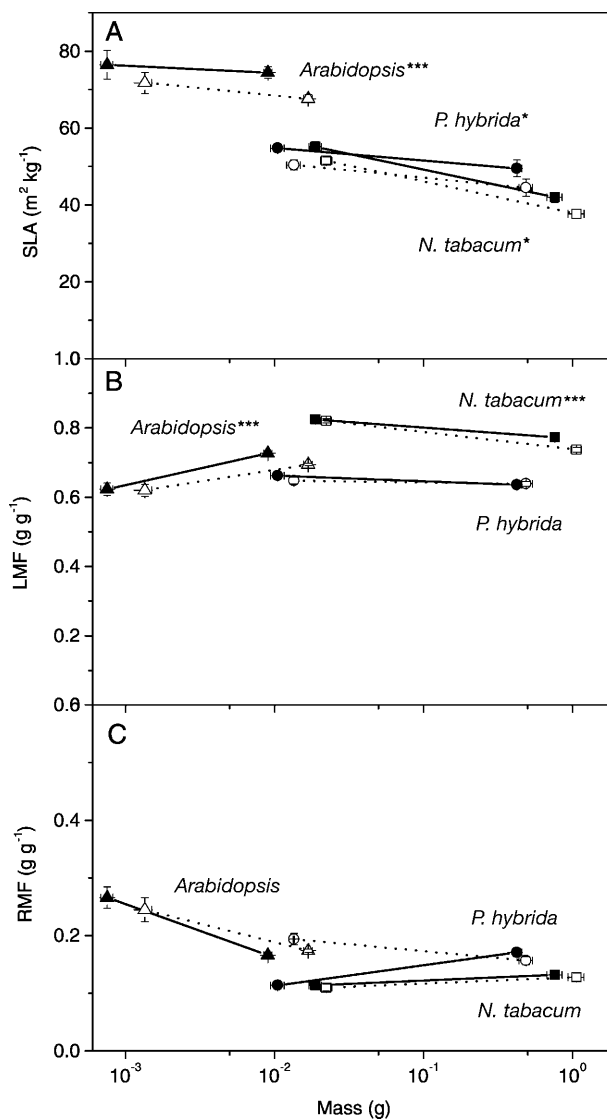 A
80
60
40
20
SLA (m² kg⁻¹)
Arabidopsis***
P. hybrida*
N. tabacum*
B
1.0
0.8
0.6
0.4
0.2
LMF (g g⁻¹)
N. tabacum***
Arabidopsis***
P. hybrida
C
0.4
0.2
0.0
RMF (g g⁻¹)
Arabidopsis
P. hybrida
N. tabacum
10⁻³ 10⁻² 10⁻¹ 10⁰
Mass (g)